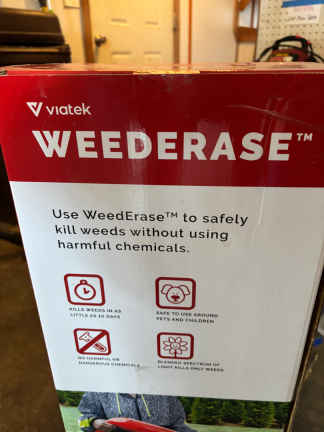 viatek
WEEDERASE™
Use WeedErase™ to safely
kill weeds without using
harmful chemicals.
KILLS WEEDS IN AS
LITTLE AS 10 DAYS
SAFE TO USE AROUND
PETS AND CHILDREN
NO HARMFUL OR
DANGEROUS CHEMICALS
BLENDED SPECTRUM OF
LIGHT KILLS ONLY WEEDS